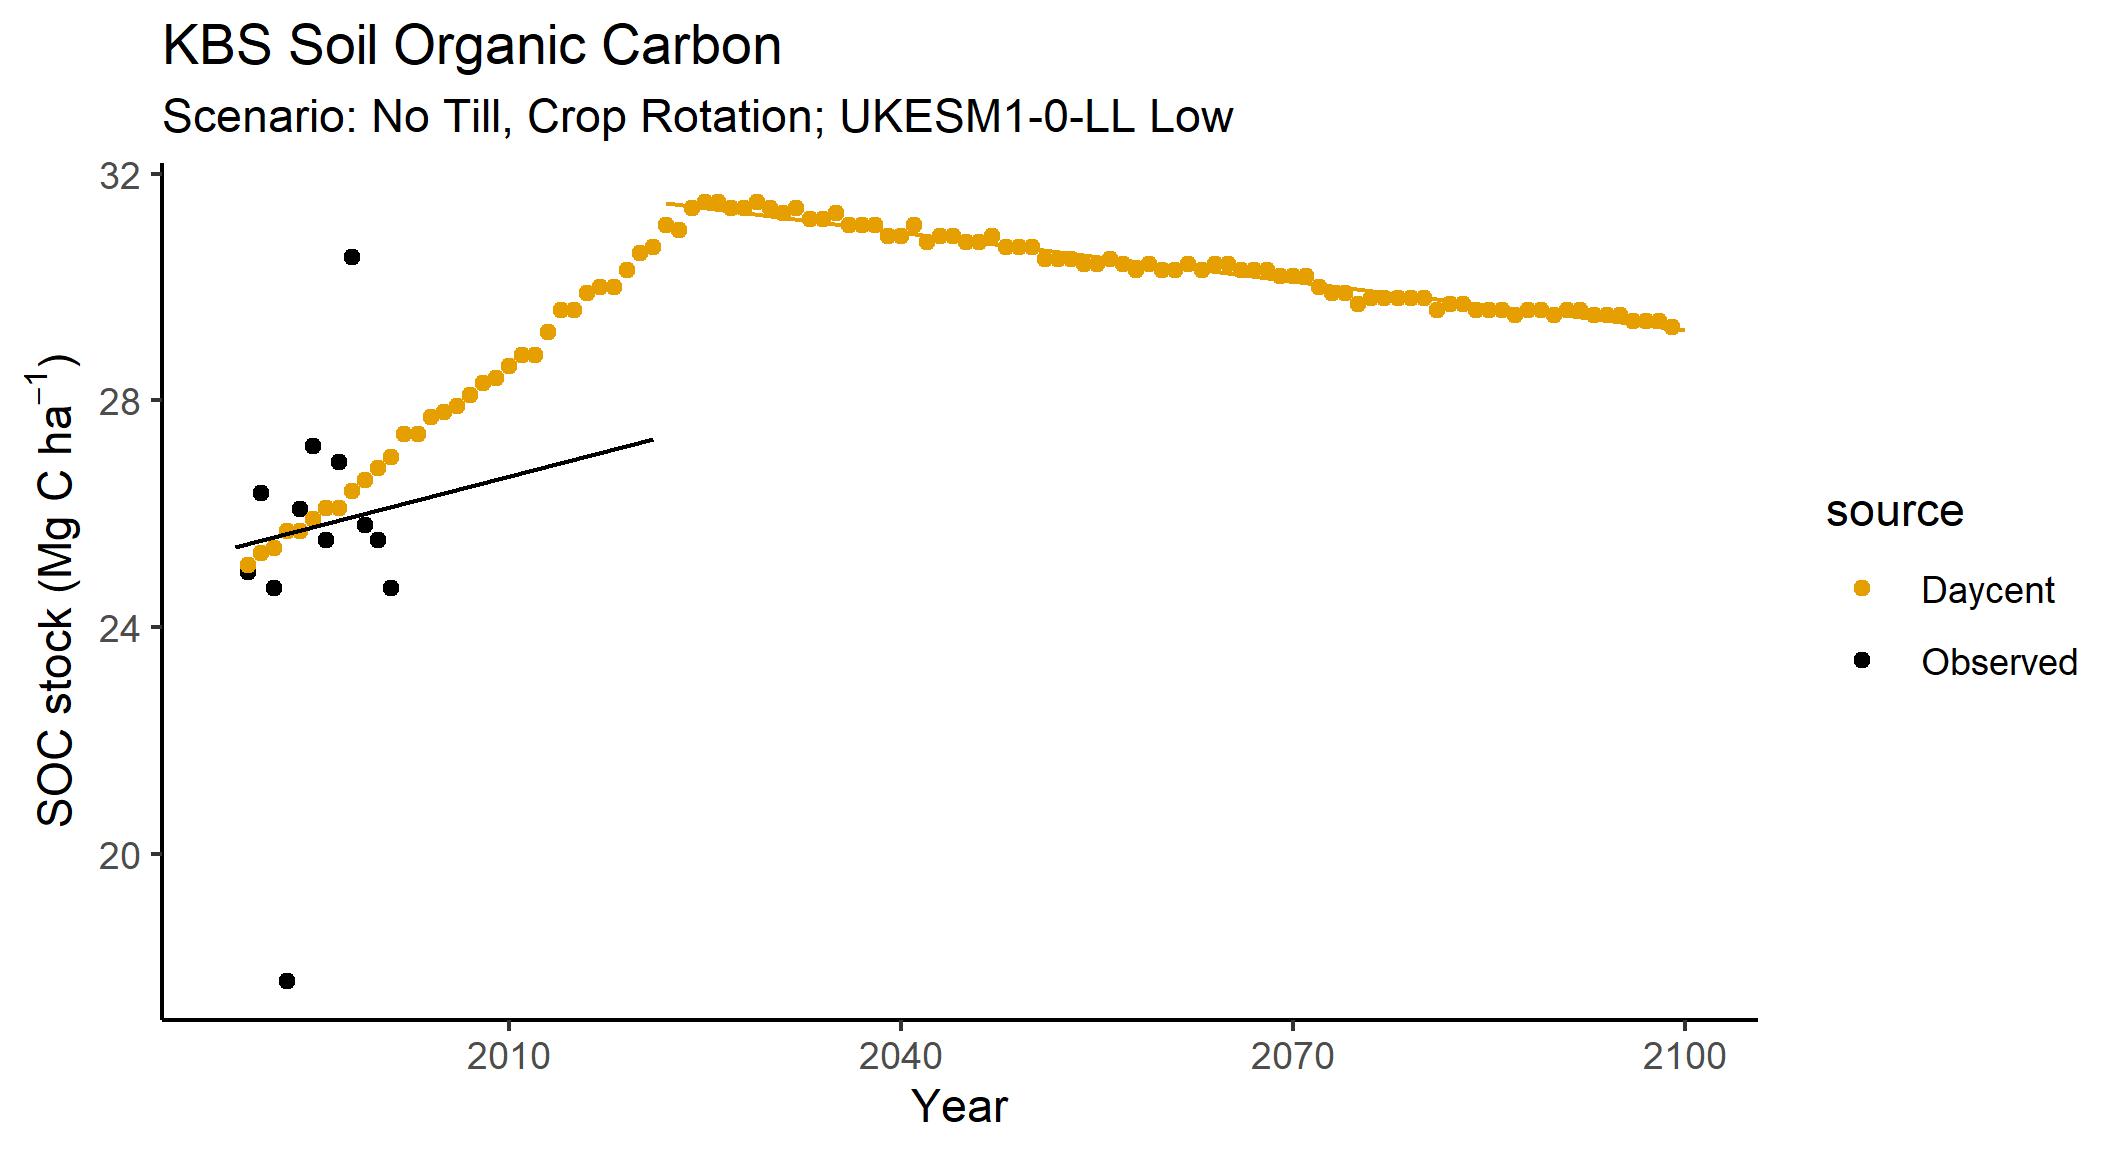 KBS Soil Organic Carbon
Scenario: No Till, Crop Rotation; UKESM1-0-LL Low
SOC stock (Mg C ha⁻¹)
32
28
24
20
2010
2040
2070
2100
Year
source
Daycent
Observed